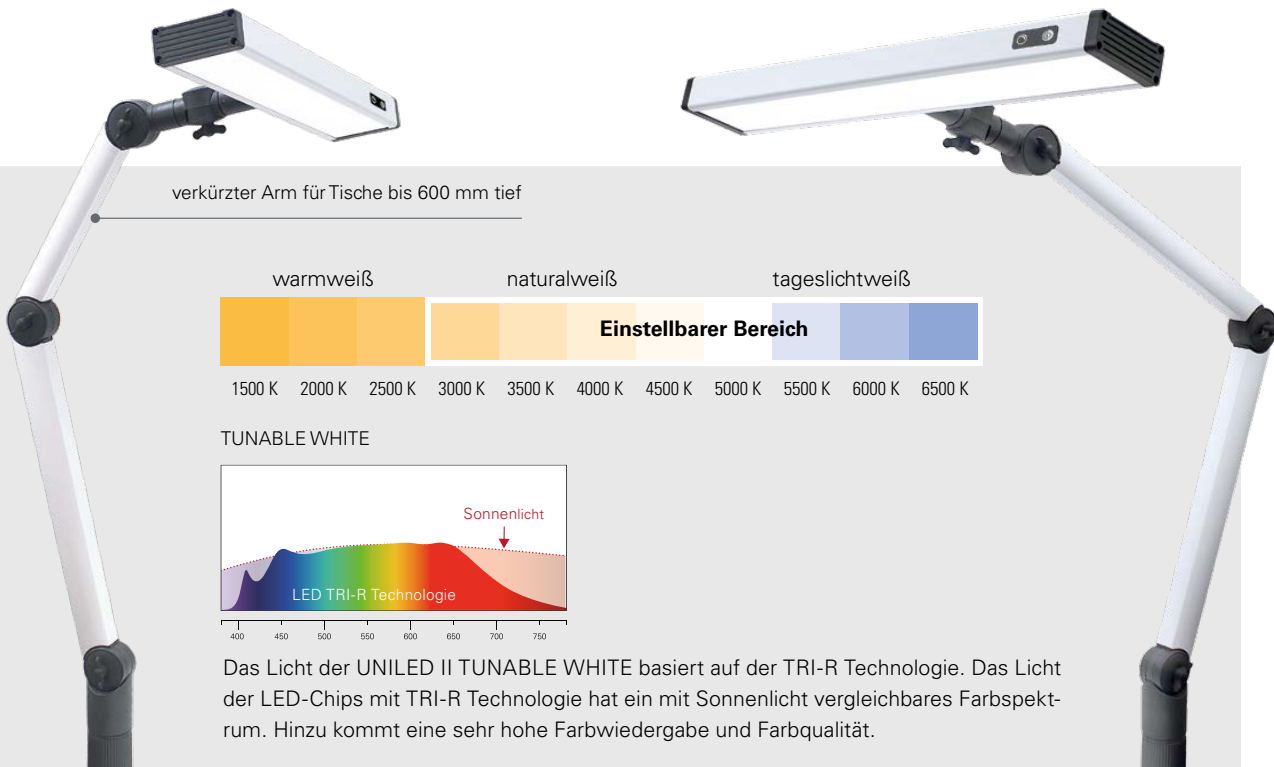 verkürzter Arm für Tische bis 600 mm tief
warmweiß naturalweiß tageslichtweiß
Einstellbarer Bereich
1500 K 2000 K 2500 K 3000 K 3500 K 4000 K 4500 K 5000 K 5500 K 6000 K 6500 K
TUNABLE WHITE
Sonnenlicht
LED TRI-R Technologie
400 450 500 550 600 650 700 750
Das Licht der UNILED II TUNABLE WHITE basiert auf der TRI-R Technologie. Das Licht
der LED-Chips mit TRI-R Technologie hat ein mit Sonnenlicht vergleichbares Farbspekt-
rum. Hinzu kommt eine sehr hohe Farbwiedergabe und Farbqualität.